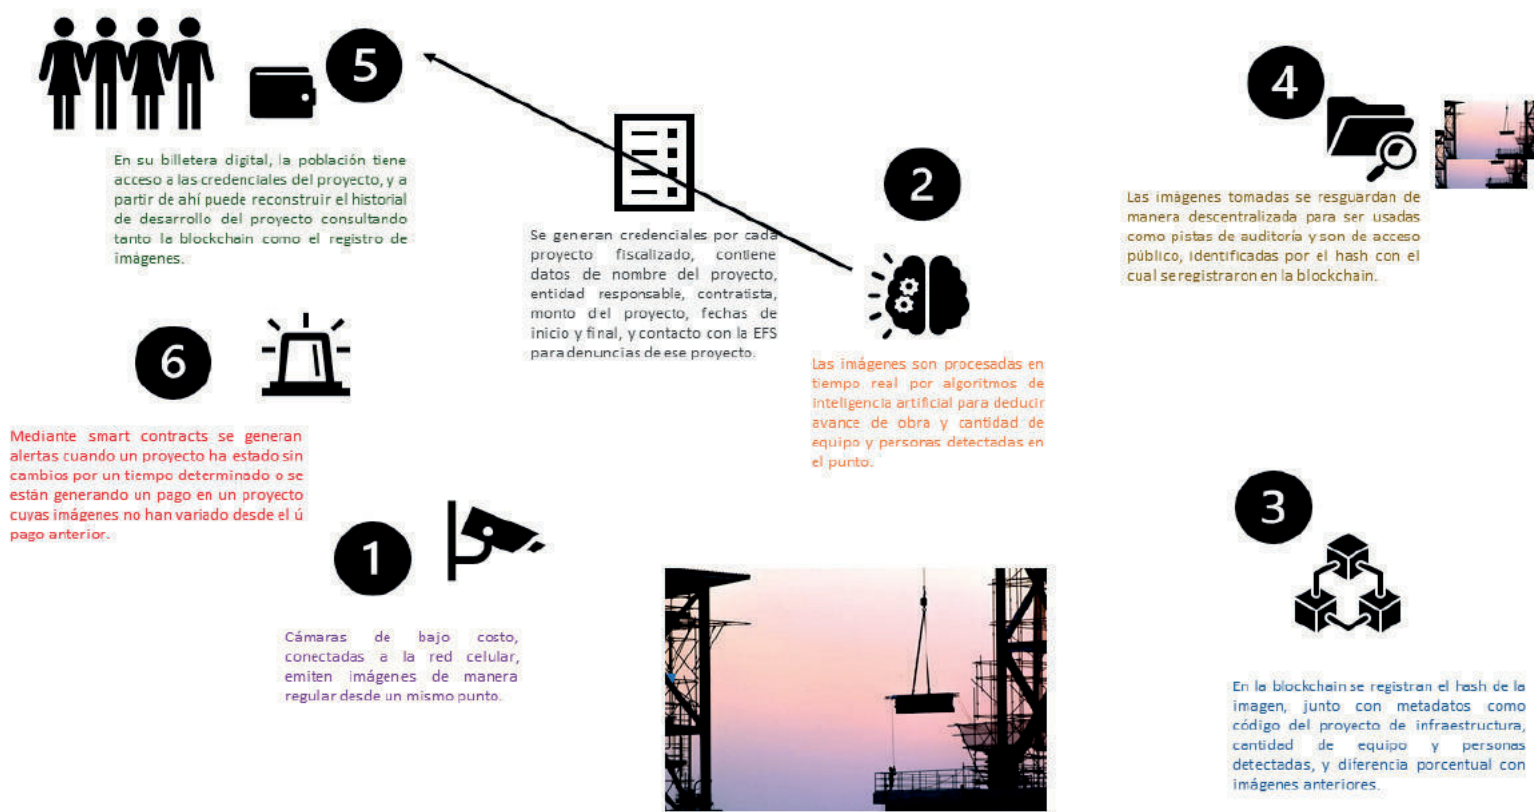 5
En su billetera digital, la población tiene
acceso a las credenciales del proyecto, y a
partir de ahí puede reconstruir el historial
de desarrollo del proyecto consultando
tanto la blockchain como el registro de
imágenes.
Se generan credenciales por cada
proyecto fiscalizado, contiene
datos de nombre del proyecto,
entidad responsable, contratista,
monto del proyecto, fechas de
inicio y final, y contacto con la EFS
para denuncias de ese proyecto.
2
Las imágenes son procesadas en
tiempo real por algoritmos de
inteligencia artificial para deducir
avance de obra y cantidad de
equipo y personas detectadas en
el punto.
4
Las imágenes tomadas se resguardan de
manera descentralizada para ser usadas
como pistas de auditoría y son de acceso
público, identificadas por el hash con el
cual se registraron en la blockchain.
6
Mediante smart contracts se generan
alertas cuando un proyecto ha estado sin
cambios por un tiempo determinado o se
están generando un pago en un proyecto
cuyas imágenes no han variado desde el ú
pago anterior.
1
Cámaras de bajo costo,
conectadas a la red celular,
emiten imágenes de manera
regular desde un mismo punto.
3
En la blockchain se registran el hash de la
imagen, junto con metadatos como
código del proyecto de infraestructura,
cantidad de equipo y personas
detectadas, y diferencia porcentual con
imágenes anteriores.